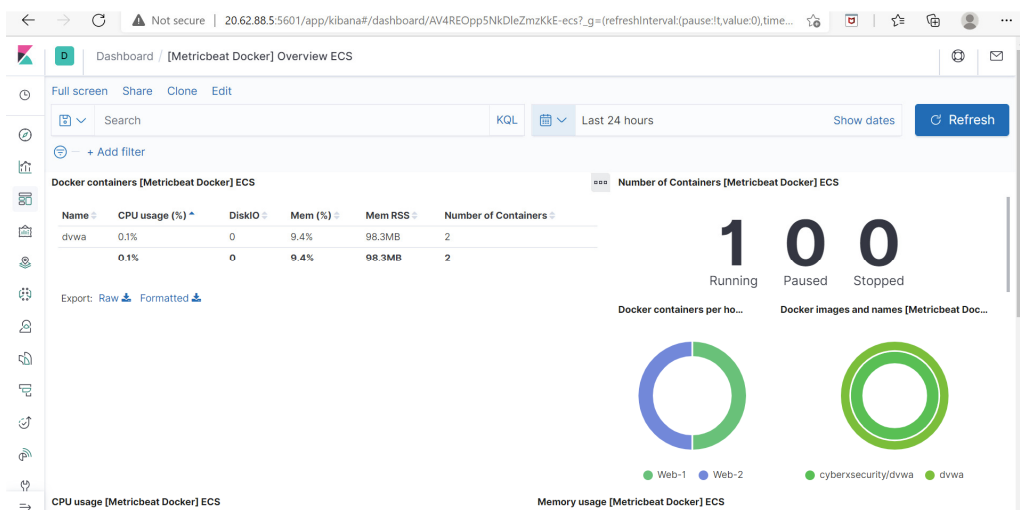 Not secure | 20.62.88.5:5601/app/kibana#/dashboard/AV4REOpp5NkDleZmzKkE-ecs?_g=(refreshInterval:(pause:!t,value:0),time...
D Dashboard / [Metricbeat Docker] Overview ECS
Full screen Share Clone Edit
Search KQL Last 24 hours Show dates Refresh
+ Add filter
Docker containers [Metricbeat Docker] ECS
Name CPU usage (%) DiskIO Mem (%) Mem RSS Number of Containers
dvwa 0.1% 0 9.4% 98.3MB 2
0.1% 0 9.4% 98.3MB 2
Export: Raw Formatted
Number of Containers [Metricbeat Docker] ECS
1 0 0
Running Paused Stopped
Docker containers per ho...
Web-1 Web-2
Docker images and names [Metricbeat Doc...
cyberxsecurity/dvwa dvwa
CPU usage [Metricbeat Docker] ECS
Memory usage [Metricbeat Docker] ECS